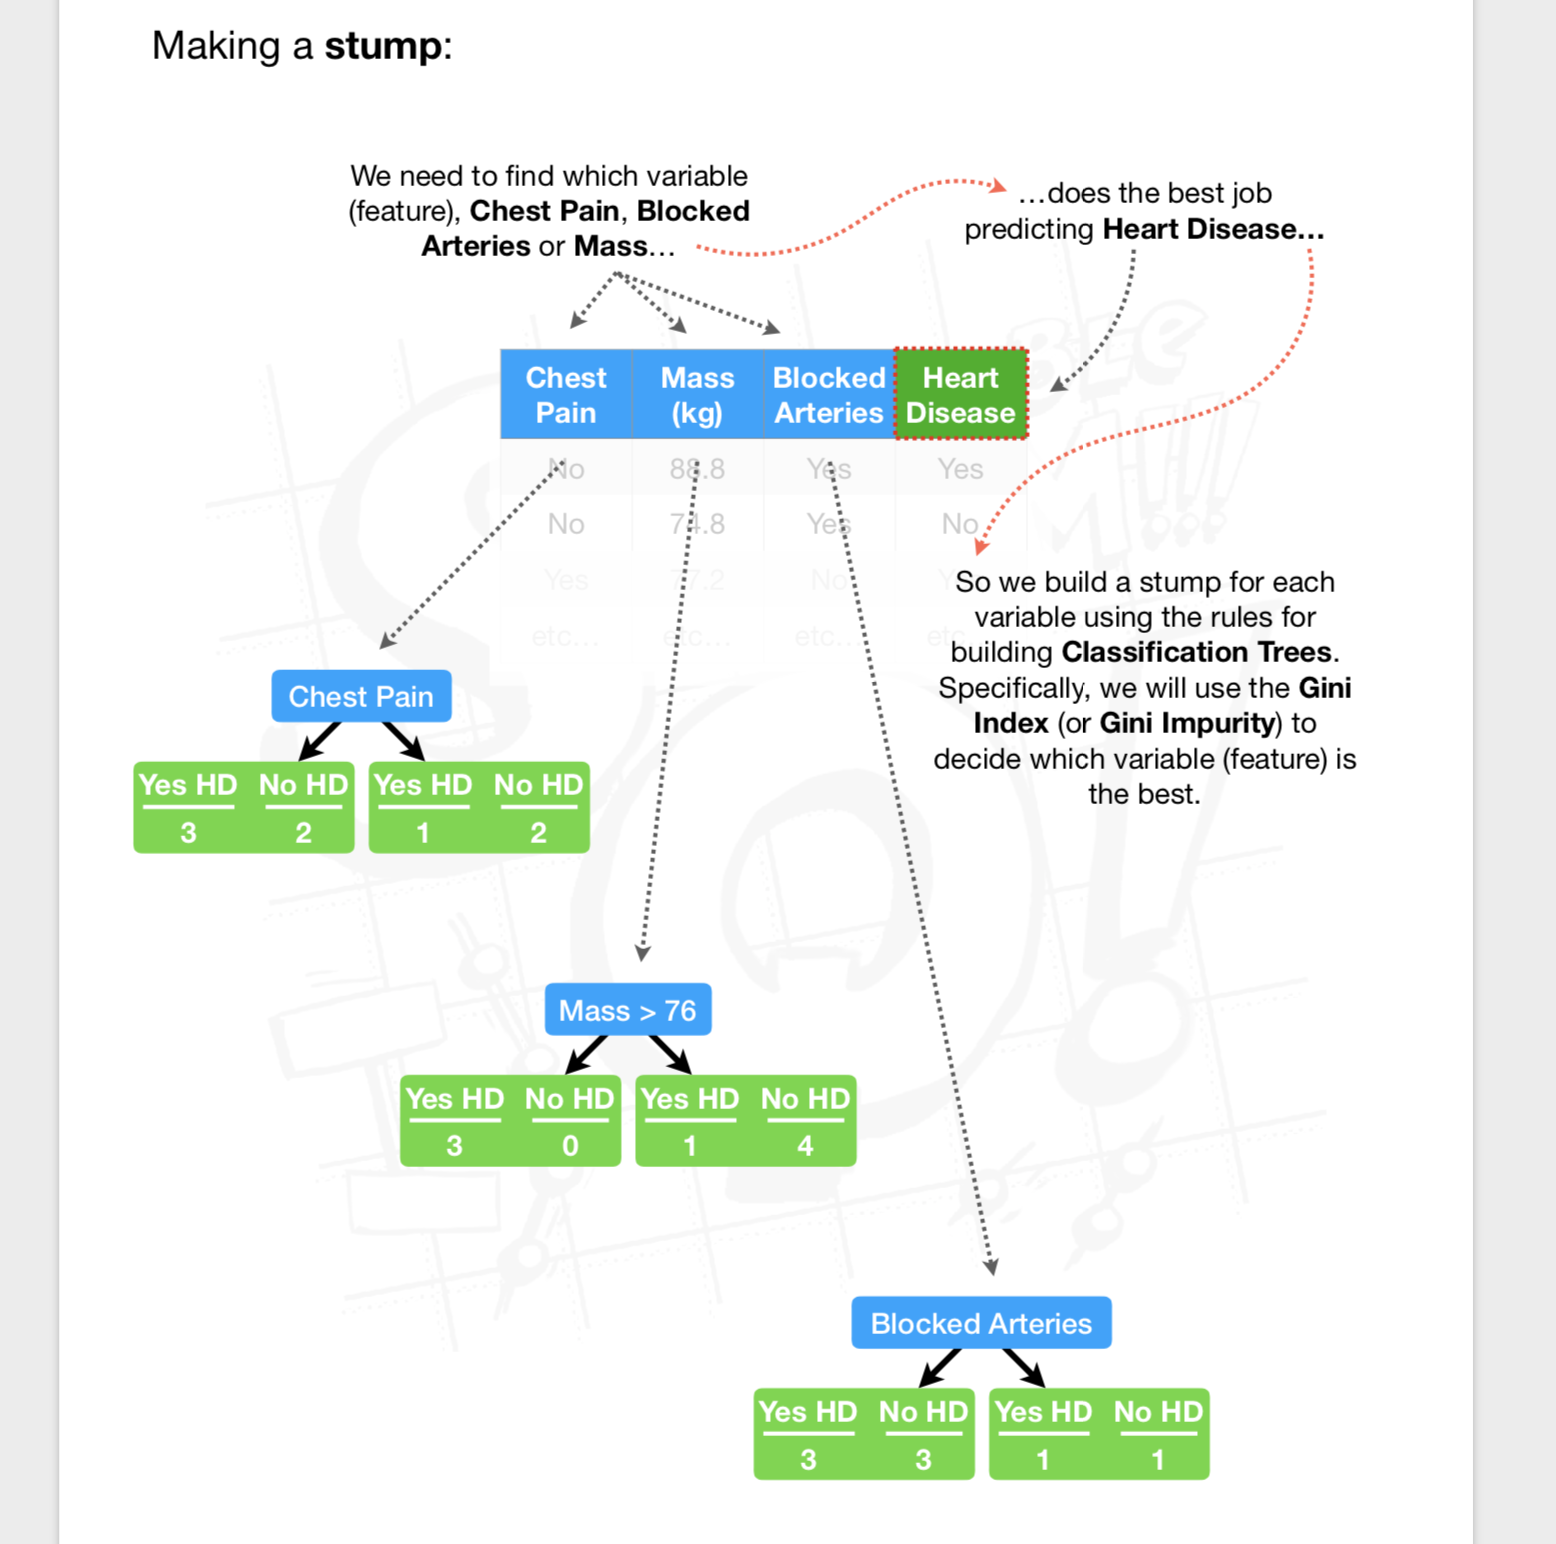 Making a stump:
We need to find which variable
(feature), Chest Pain, Blocked
Arteries or Mass…
…does the best job
predicting Heart Disease…
Chest Pain Mass (kg) Blocked Arteries Heart Disease
No 88.8 Yes Yes
No 74.8 Yes No
Yes 77.2 No
etc… etc… etc… etc
So we build a stump for each
variable using the rules for
building Classification Trees.
Specifically, we will use the Gini
Index (or Gini Impurity) to
decide which variable (feature) is
the best.
Chest Pain
Yes HD No HD Yes HD No HD
3 2 1 2
Mass > 76
Yes HD No HD Yes HD No HD
3 0 1 4
Blocked Arteries
Yes HD No HD Yes HD No HD
3 3 1 1